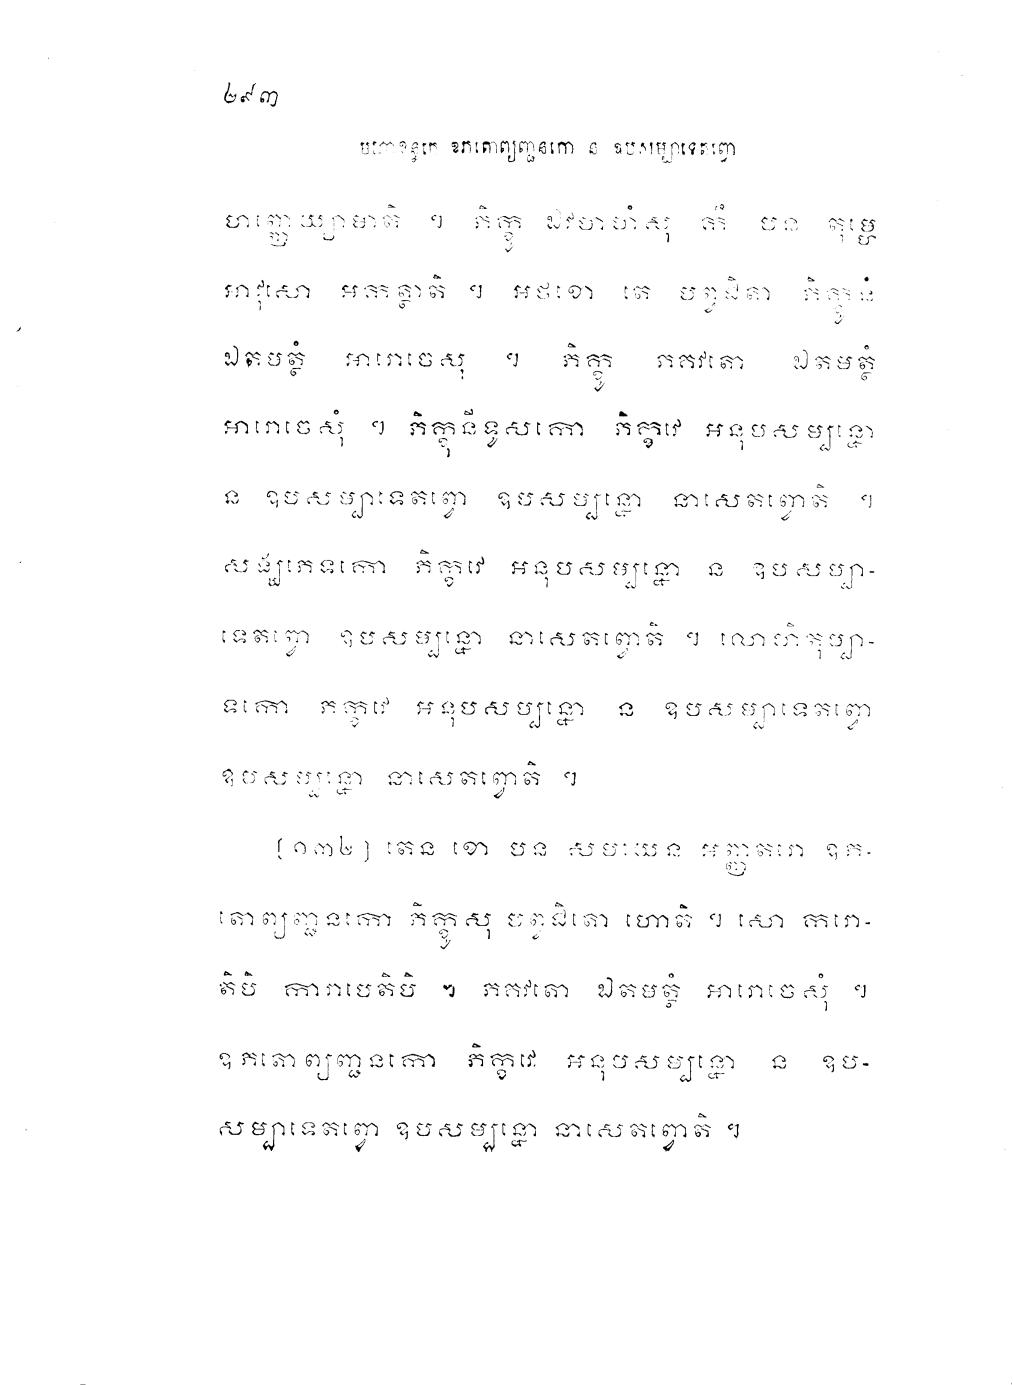 ២៩៣
មហាខន្ធកេ ឧភតោព្យញ្ជនកោ ន ឧបសម្បាទេតព្វោ
ហញ្ញេយ្យាមាតិ ។ ភិក្ខូ ឯវមាហំសុ កហំ បន តុម្ហេ
អាវុសោ អកត្ថាតិ ។ អថខោ តេ បព្វជិតា ភិក្ខូនំ
ឯតមត្ថំ អារោចេសុ ។ ភិក្ខូ ភគវតោ ឯតមត្ថំ
អារោចេសុំ ។ ភិក្ខុនីទូសកោ ភិក្ខវេ អនុបសម្បន្នោ
ន ឧបសម្បាទេតព្វោ ឧបសម្បន្នោ នាសេតព្វោតិ ។
សង្ឃភេទកោ ភិក្ខវេ អនុបសម្បន្នោ ន ឧបសម្បា-
ទេតព្វោ ឧបសម្បន្នោ នាសេតព្វោតិ ។ លោហិតុប្បា-
ទកោ ភិក្ខវេ អនុបសម្បន្នោ ន ឧបសម្បាទេតព្វោ
ឧបសម្បន្នោ នាសេតព្វោតិ ។
[១៣២] តេន ខោ បន សមយេន អញ្ញតរោ ឧភ-
តោព្យញ្ជនកោ ភិក្ខូសុ បព្វជិតោ ហោតិ ។ សោ ករោ-
តិបិ ការាបេតិបិ ។ ភគវតោ ឯតមត្ថំ អារោចេសុំ ។
ឧភតោព្យញ្ជនកោ ភិក្ខវេ អនុបសម្បន្នោ ន ឧប-
សម្បាទេតព្វោ ឧបសម្បន្នោ នាសេតព្វោតិ ។